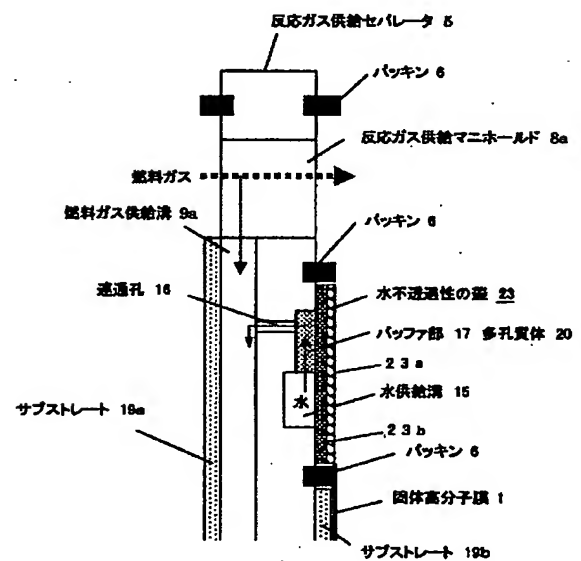 反応ガス供給セパレータ 5
パッキン 6
反応ガス供給マニホールド 8a
燃料ガス
燃料ガス供給溝 9a
パッキン 6
連通孔 16
水不透過性の蓋 23
バッファ部 17 多孔質体 20
23a
水
水供給溝 15
サブストレート 19a
23b
パッキン 6
固体高分子膜 1
サブストレート 19b